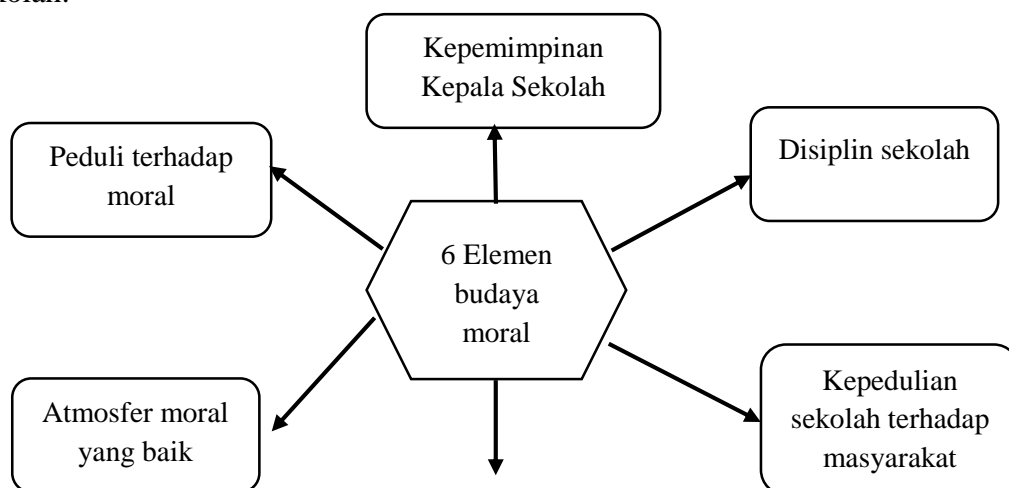 Kepemimpinan
Kepala Sekolah
Peduli terhadap
moral
Disiplin sekolah
6 Elemen
budaya
moral
Atmosfer moral
yang baik
Kepedulian
sekolah terhadap
masyarakat